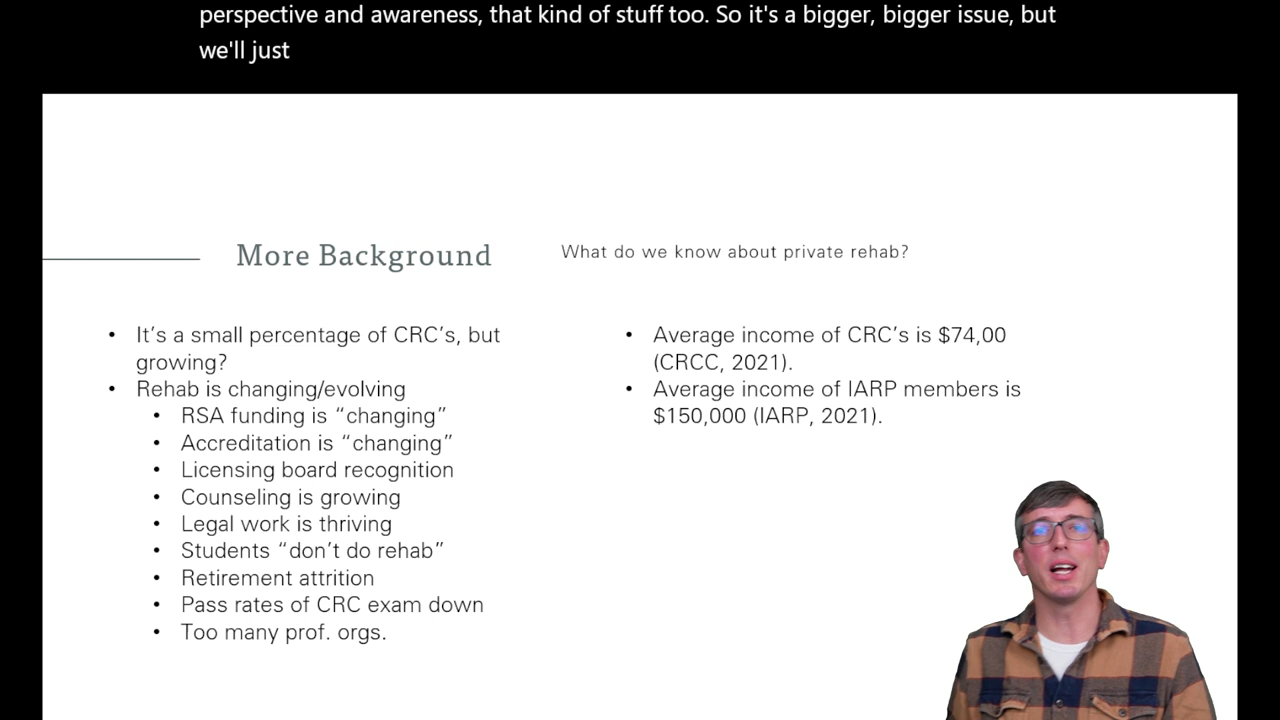 perspective and awareness, that kind of stuff too. So it's a bigger, bigger issue, but
we'll just
More Background
What do we know about private rehab?
• It's a small percentage of CRC's, but
growing?
• Rehab is changing/evolving
• RSA funding is “changing”
• Accreditation is “changing”
• Licensing board recognition
• Counseling is growing
• Legal work is thriving
• Students “don't do rehab”
• Retirement attrition
• Pass rates of CRC exam down
• Too many prof. orgs.
• Average income of CRC's is $74,00
(CRCC, 2021).
• Average income of IARP members is
$150,000 (IARP, 2021).